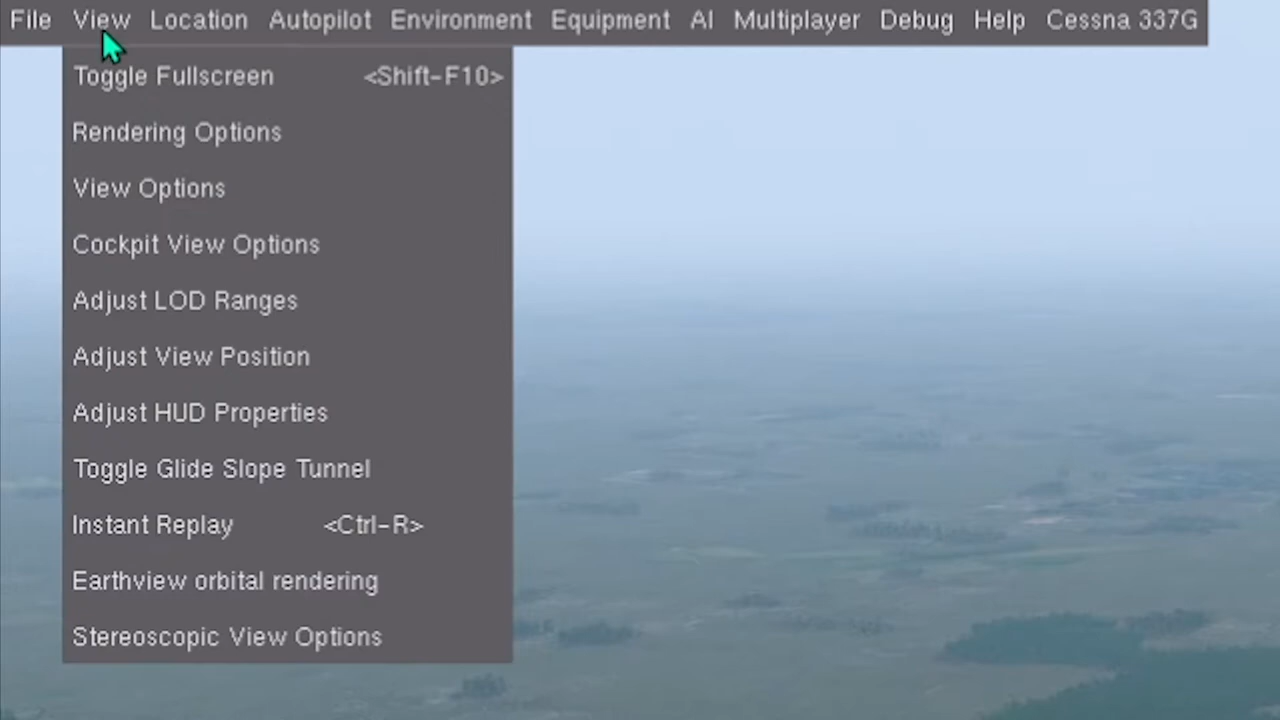 File View Location Autopilot Environment Equipment AI Multiplayer Debug Help Cessna 337G
Toggle Fullscreen <Shift-F10>
Rendering Options
View Options
Cockpit View Options
Adjust LOD Ranges
Adjust View Position
Adjust HUD Properties
Toggle Glide Slope Tunnel
Instant Replay <Ctrl-R>
Earthview orbital rendering
Stereoscopic View Options